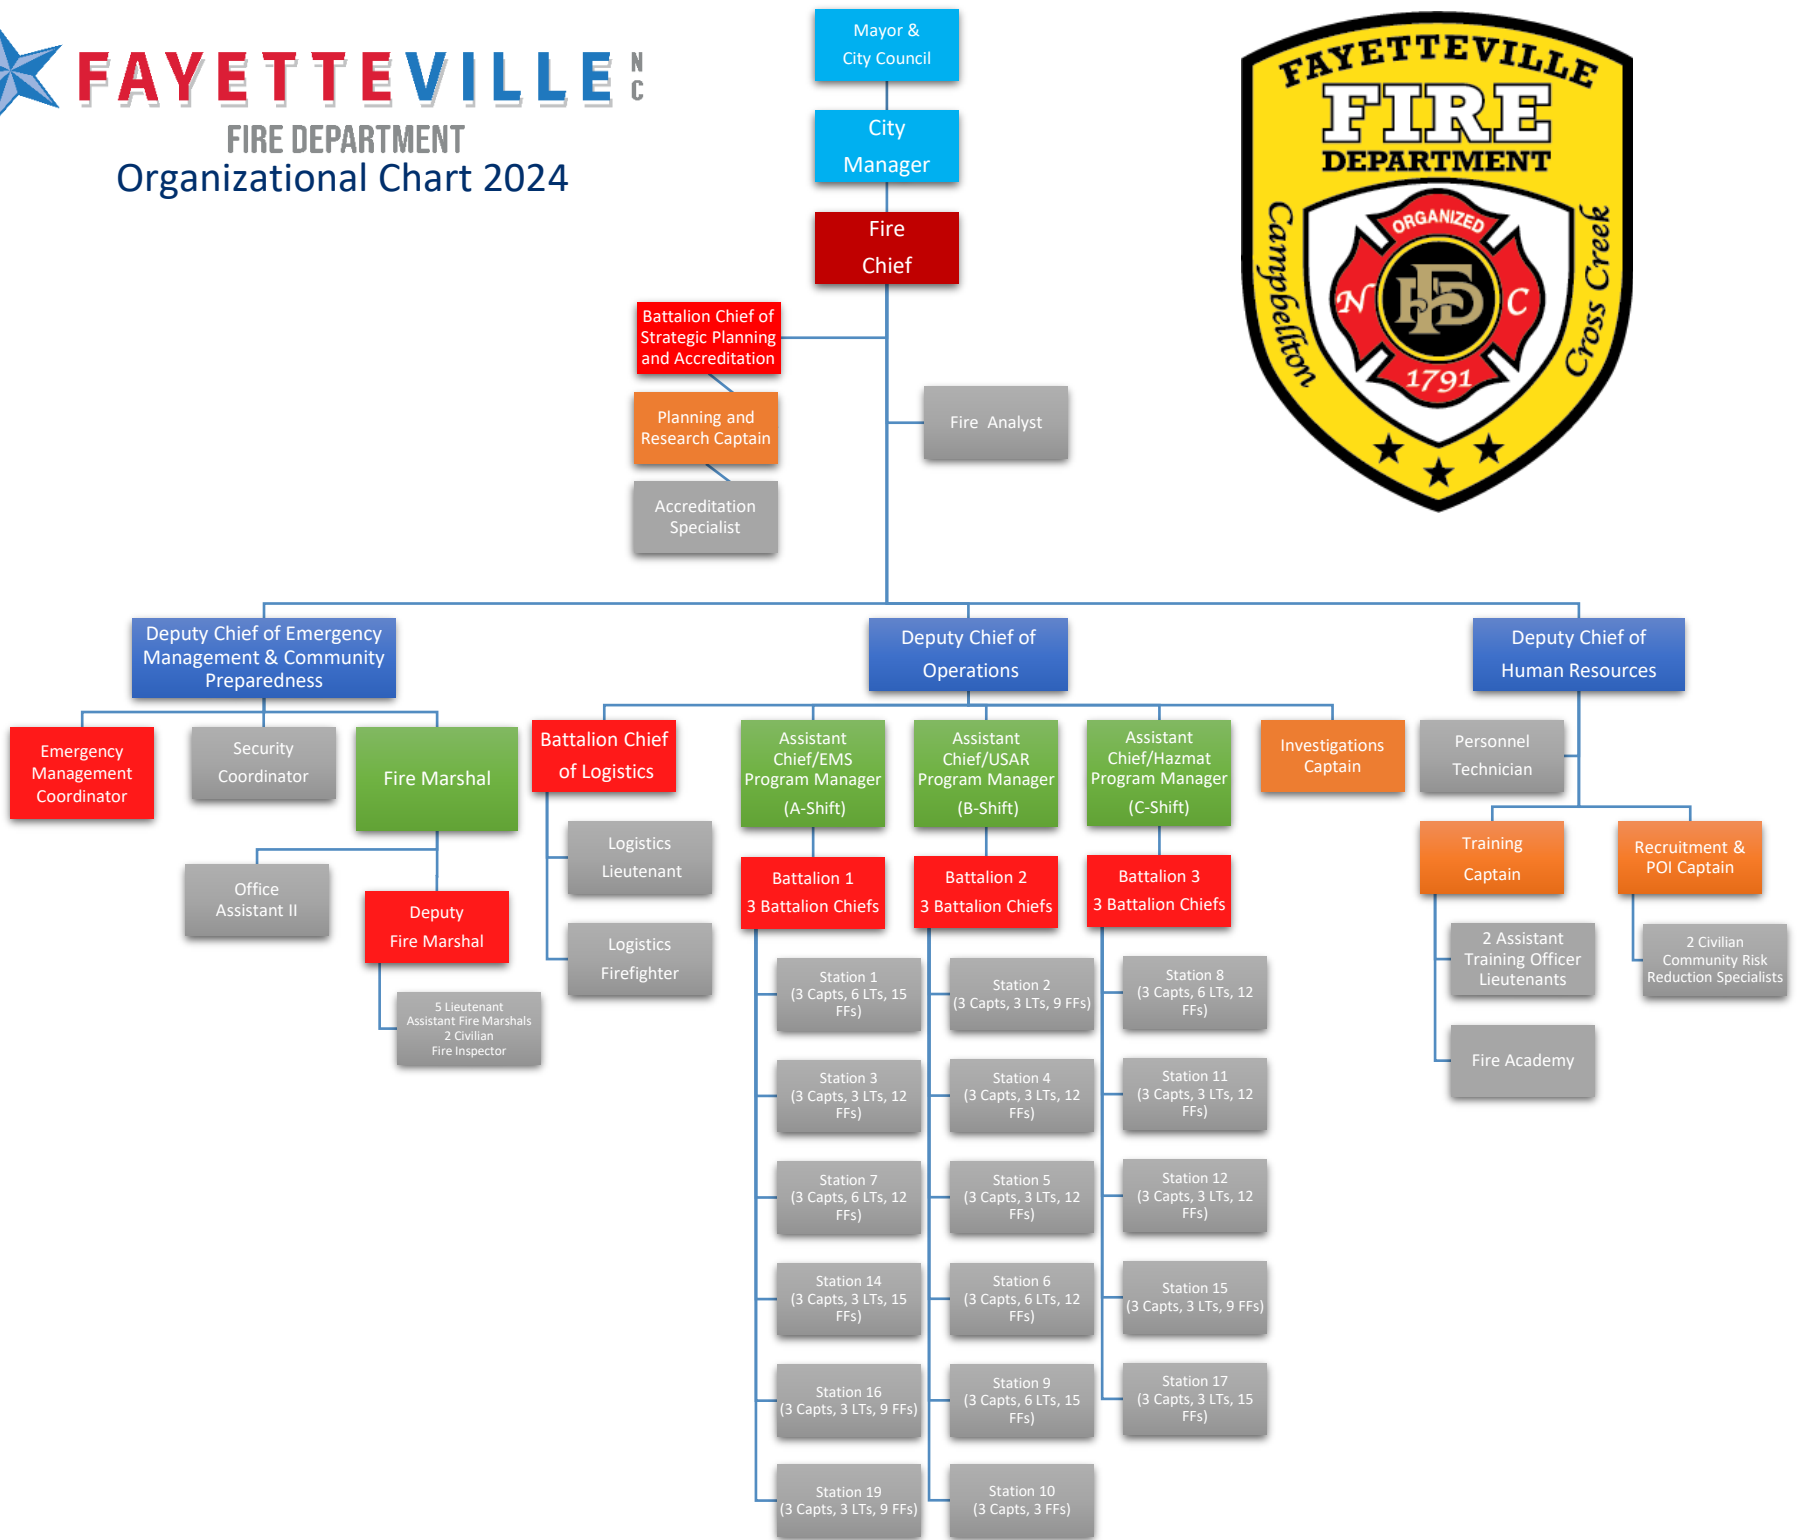 FAYETTEVILLE
N
C
FIRE DEPARTMENT
Organizational Chart 2024
Mayor &
City Council
City
Manager
Fire
Chief
FAYETTEVILLE
FIRE
DEPARTMENT
Campbellton
Cross Creek
ORGANIZED
N
FD
C
1791
Battalion Chief of
Strategic Planning
and Accreditation
Planning and
Research Captain
Fire Analyst
Accreditation
Specialist
Deputy Chief of Emergency
Management & Community
Preparedness
Deputy Chief of
Operations
Deputy Chief of
Human Resources
Emergency
Management
Coordinator
Security
Coordinator
Fire Marshal
Office
Assistant II
Deputy
Fire Marshal
5 Lieutenant
Assistant Fire Marshals
2 Civilian
Fire Inspector
Battalion Chief
of Logistics
Logistics
Lieutenant
Logistics
Firefighter
Assistant
Chief/EMS
Program Manager
(A-Shift)
Battalion 1
3 Battalion Chiefs
Station 1
(3 Capts, 6 LTs, 15
FFs)
Station 3
(3 Capts, 3 LTs, 12
FFs)
Station 7
(3 Capts, 6 LTs, 12
FFs)
Station 14
(3 Capts, 3 LTs, 15
FFs)
Station 16
(3 Capts, 3 LTs, 9 FFs)
Station 19
(3 Capts, 3 LTs, 9 FFs)
Assistant
Chief/USAR
Program Manager
(B-Shift)
Battalion 2
3 Battalion Chiefs
Station 2
(3 Capts, 3 LTs, 9 FFs)
Station 4
(3 Capts, 3 LTs, 12
FFs)
Station 5
(3 Capts, 3 LTs, 12
FFs)
Station 6
(3 Capts, 6 LTs, 12
FFs)
Station 9
(3 Capts, 6 LTs, 15
FFs)
Station 10
(3 Capts, 3 FFs)
Assistant
Chief/Hazmat
Program Manager
(C-Shift)
Battalion 3
3 Battalion Chiefs
Station 8
(3 Capts, 6 LTs, 12
FFs)
Station 11
(3 Capts, 3 LTs, 12
FFs)
Station 12
(3 Capts, 3 LTs, 12
FFs)
Station 15
(3 Capts, 3 LTs, 9 FFs)
Station 17
(3 Capts, 3 LTs, 15
FFs)
Investigations
Captain
Personnel
Technician
Training
Captain
2 Assistant
Training Officer
Lieutenants
Fire Academy
Recruitment &
POI Captain
2 Civilian
Community Risk
Reduction Specialists